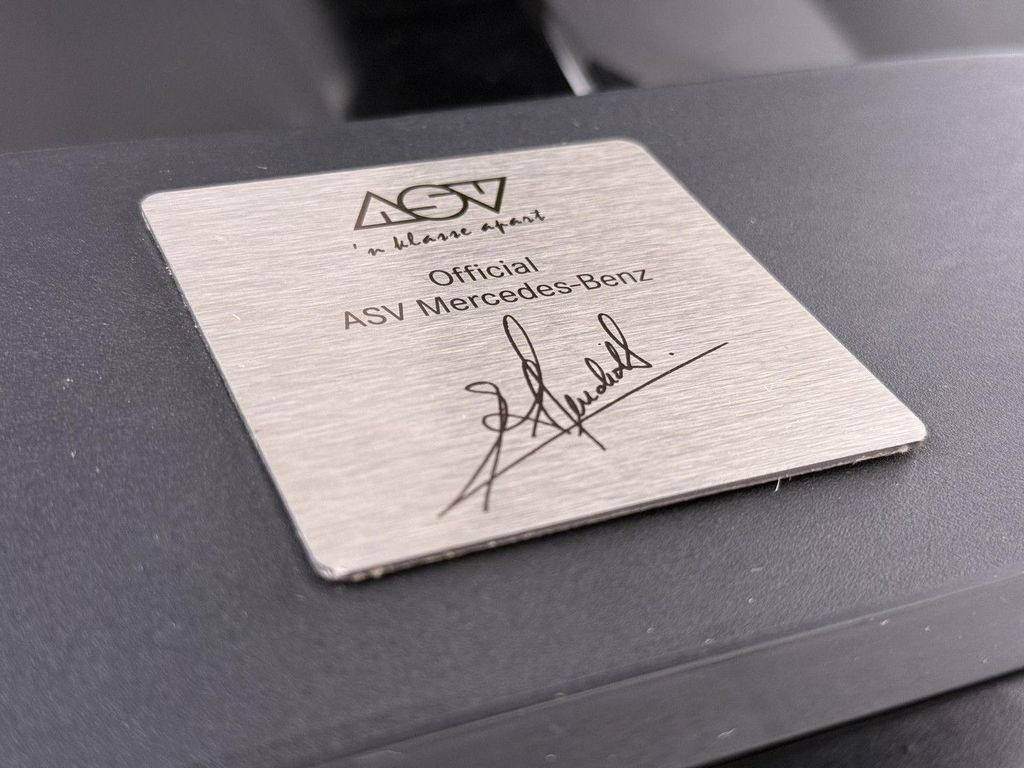 ASV
'n klasse apart
Official
ASV Mercedes-Benz